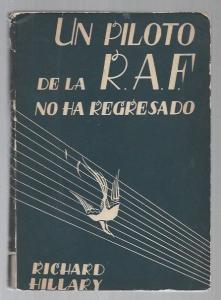 UN PILOTO
DE LA R.A.F.
NO HA REGRESADO
RICHARD
HILLARY